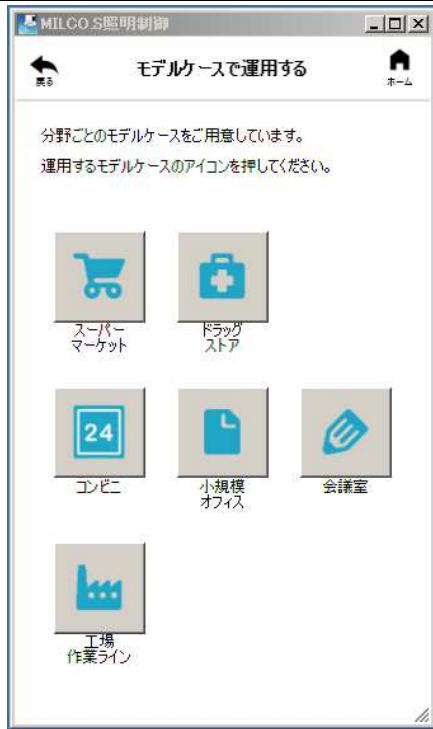 MILCO.S照明制御
戻る
モデルケースで運用する
ホーム
分野ごとのモデルケースをご用意しています。
運用するモデルケースのアイコンを押してください。
スーパー
マーケット
ドラッグ
ストア
24
コンビニ
小規模
オフィス
会議室
工場
作業ライン